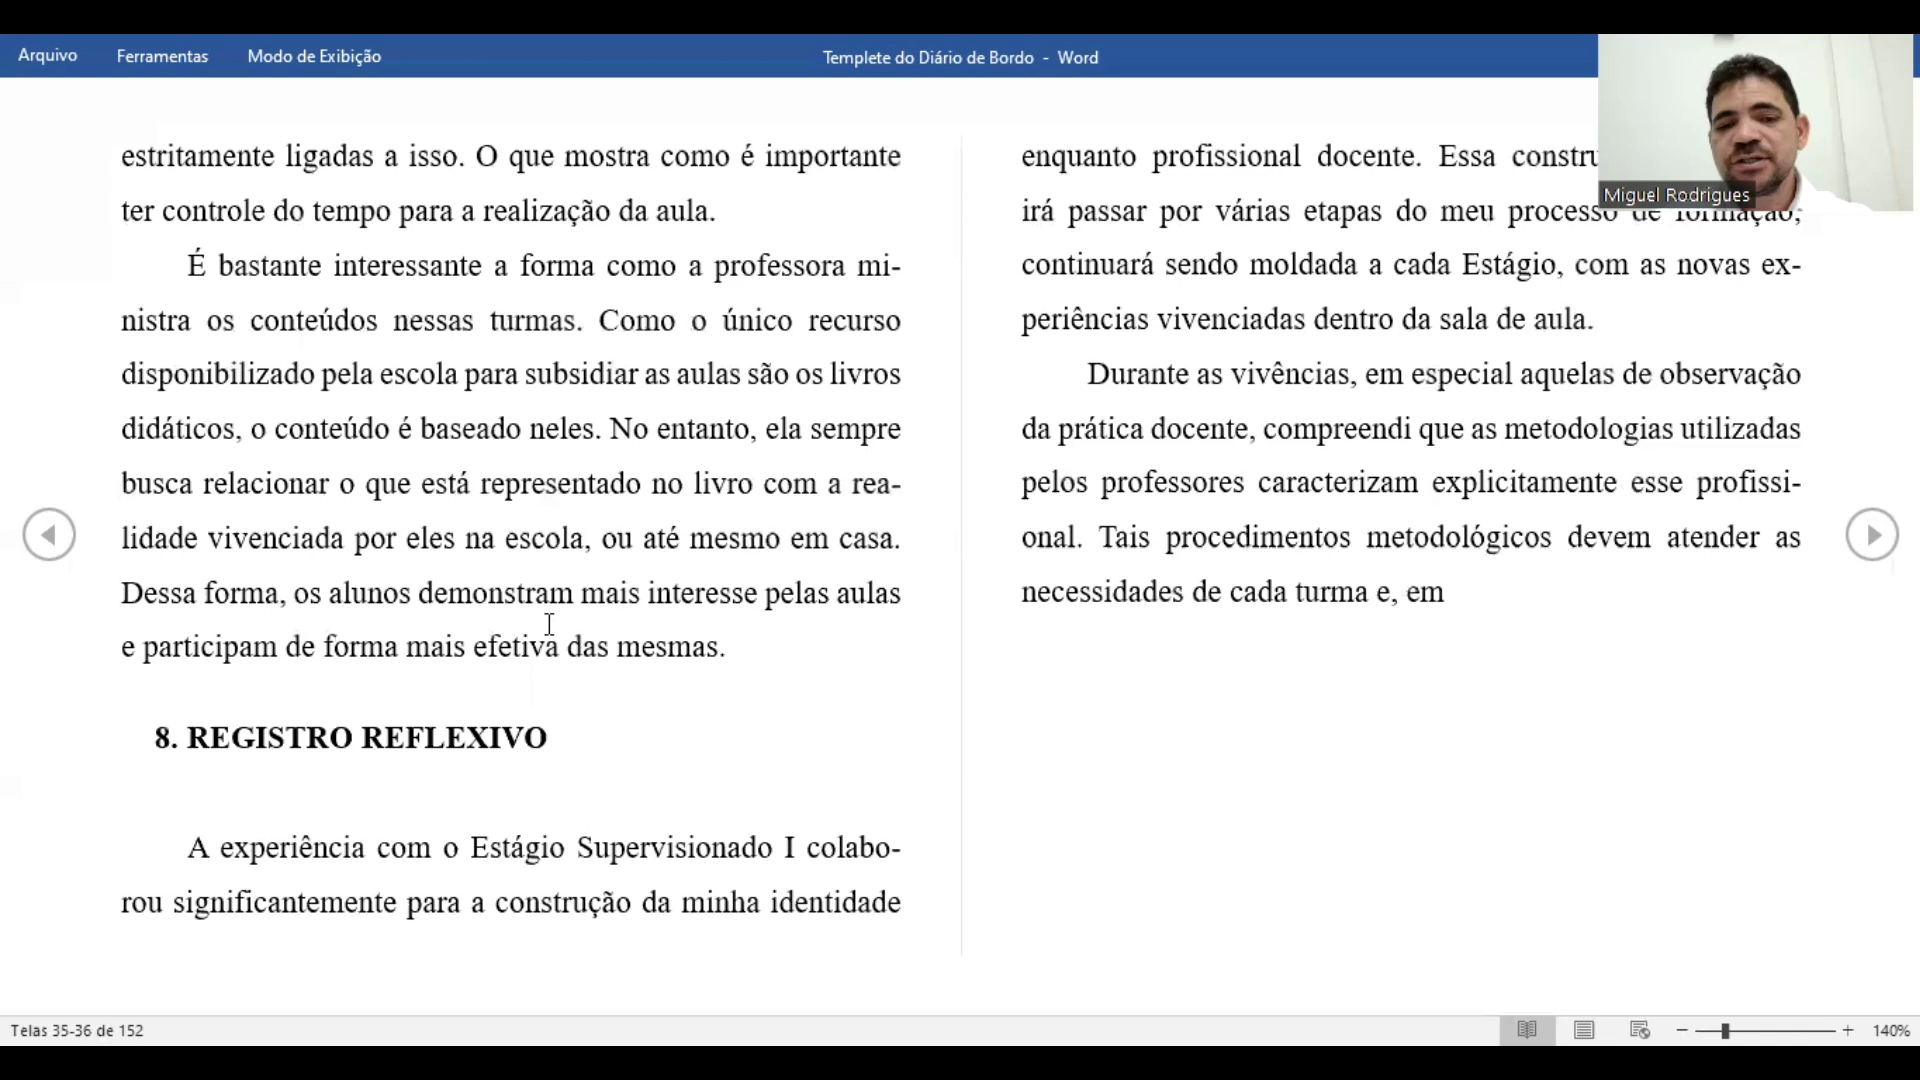 Arquivo Ferramentas Modo de Exibição Templete do Diário de Bordo - Word
estritamente ligadas a isso. O que mostra como é importante
ter controle do tempo para a realização da aula.
É bastante interessante a forma como a professora mi-
nistra os conteúdos nessas turmas. Como o único recurso
disponibilizado pela escola para subsidiar as aulas são os livros
didáticos, o conteúdo é baseado neles. No entanto, ela sempre
busca relacionar o que está representado no livro com a rea-
lidade vivenciada por eles na escola, ou até mesmo em casa.
Dessa forma, os alunos demonstram mais interesse pelas aulas
e participam de forma mais efetiva das mesmas.
8. REGISTRO REFLEXIVO
A experiência com o Estágio Supervisionado I colabo-
rou significantemente para a construção da minha identidade
enquanto profissional docente. Essa constru
irá passar por várias etapas do meu processo de formação,
continuará sendo moldada a cada Estágio, com as novas ex-
periências vivenciadas dentro da sala de aula.
Durante as vivências, em especial aquelas de observação
da prática docente, compreendi que as metodologias utilizadas
pelos professores caracterizam explicitamente esse profissi-
onal. Tais procedimentos metodológicos devem atender as
necessidades de cada turma e, em
Miguel Rodrigues
Telas 35-36 de 152
140%